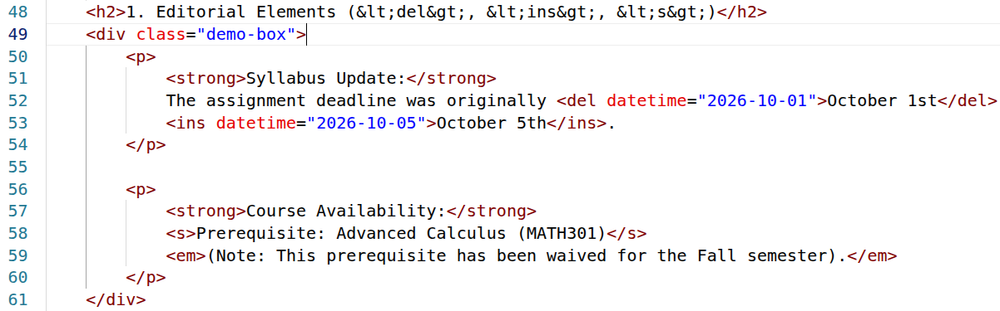 48 <h2>1. Editorial Elements (&lt;del&gt;, &lt;ins&gt;, &lt;s&gt;)</h2>
49 <div class="demo-box">
50 <p>
51 <strong>Syllabus Update:</strong>
52 The assignment deadline was originally <del datetime="2026-10-01">October 1st</del>
53 <ins datetime="2026-10-05">October 5th</ins>.
54 </p>
55
56 <p>
57 <strong>Course Availability:</strong>
58 <s>Prerequisite: Advanced Calculus (MATH301)</s>
59 <em>(Note: This prerequisite has been waived for the Fall semester).</em>
60 </p>
61 </div>